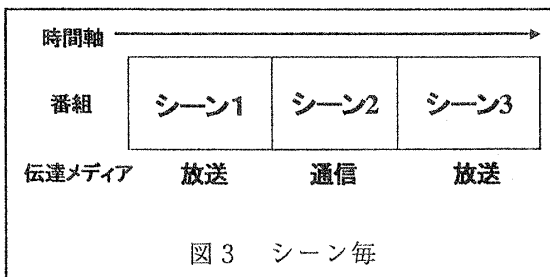 時間軸
番組 シーン1 シーン2 シーン3
伝達メディア 放送 通信 放送
図3 シーン毎